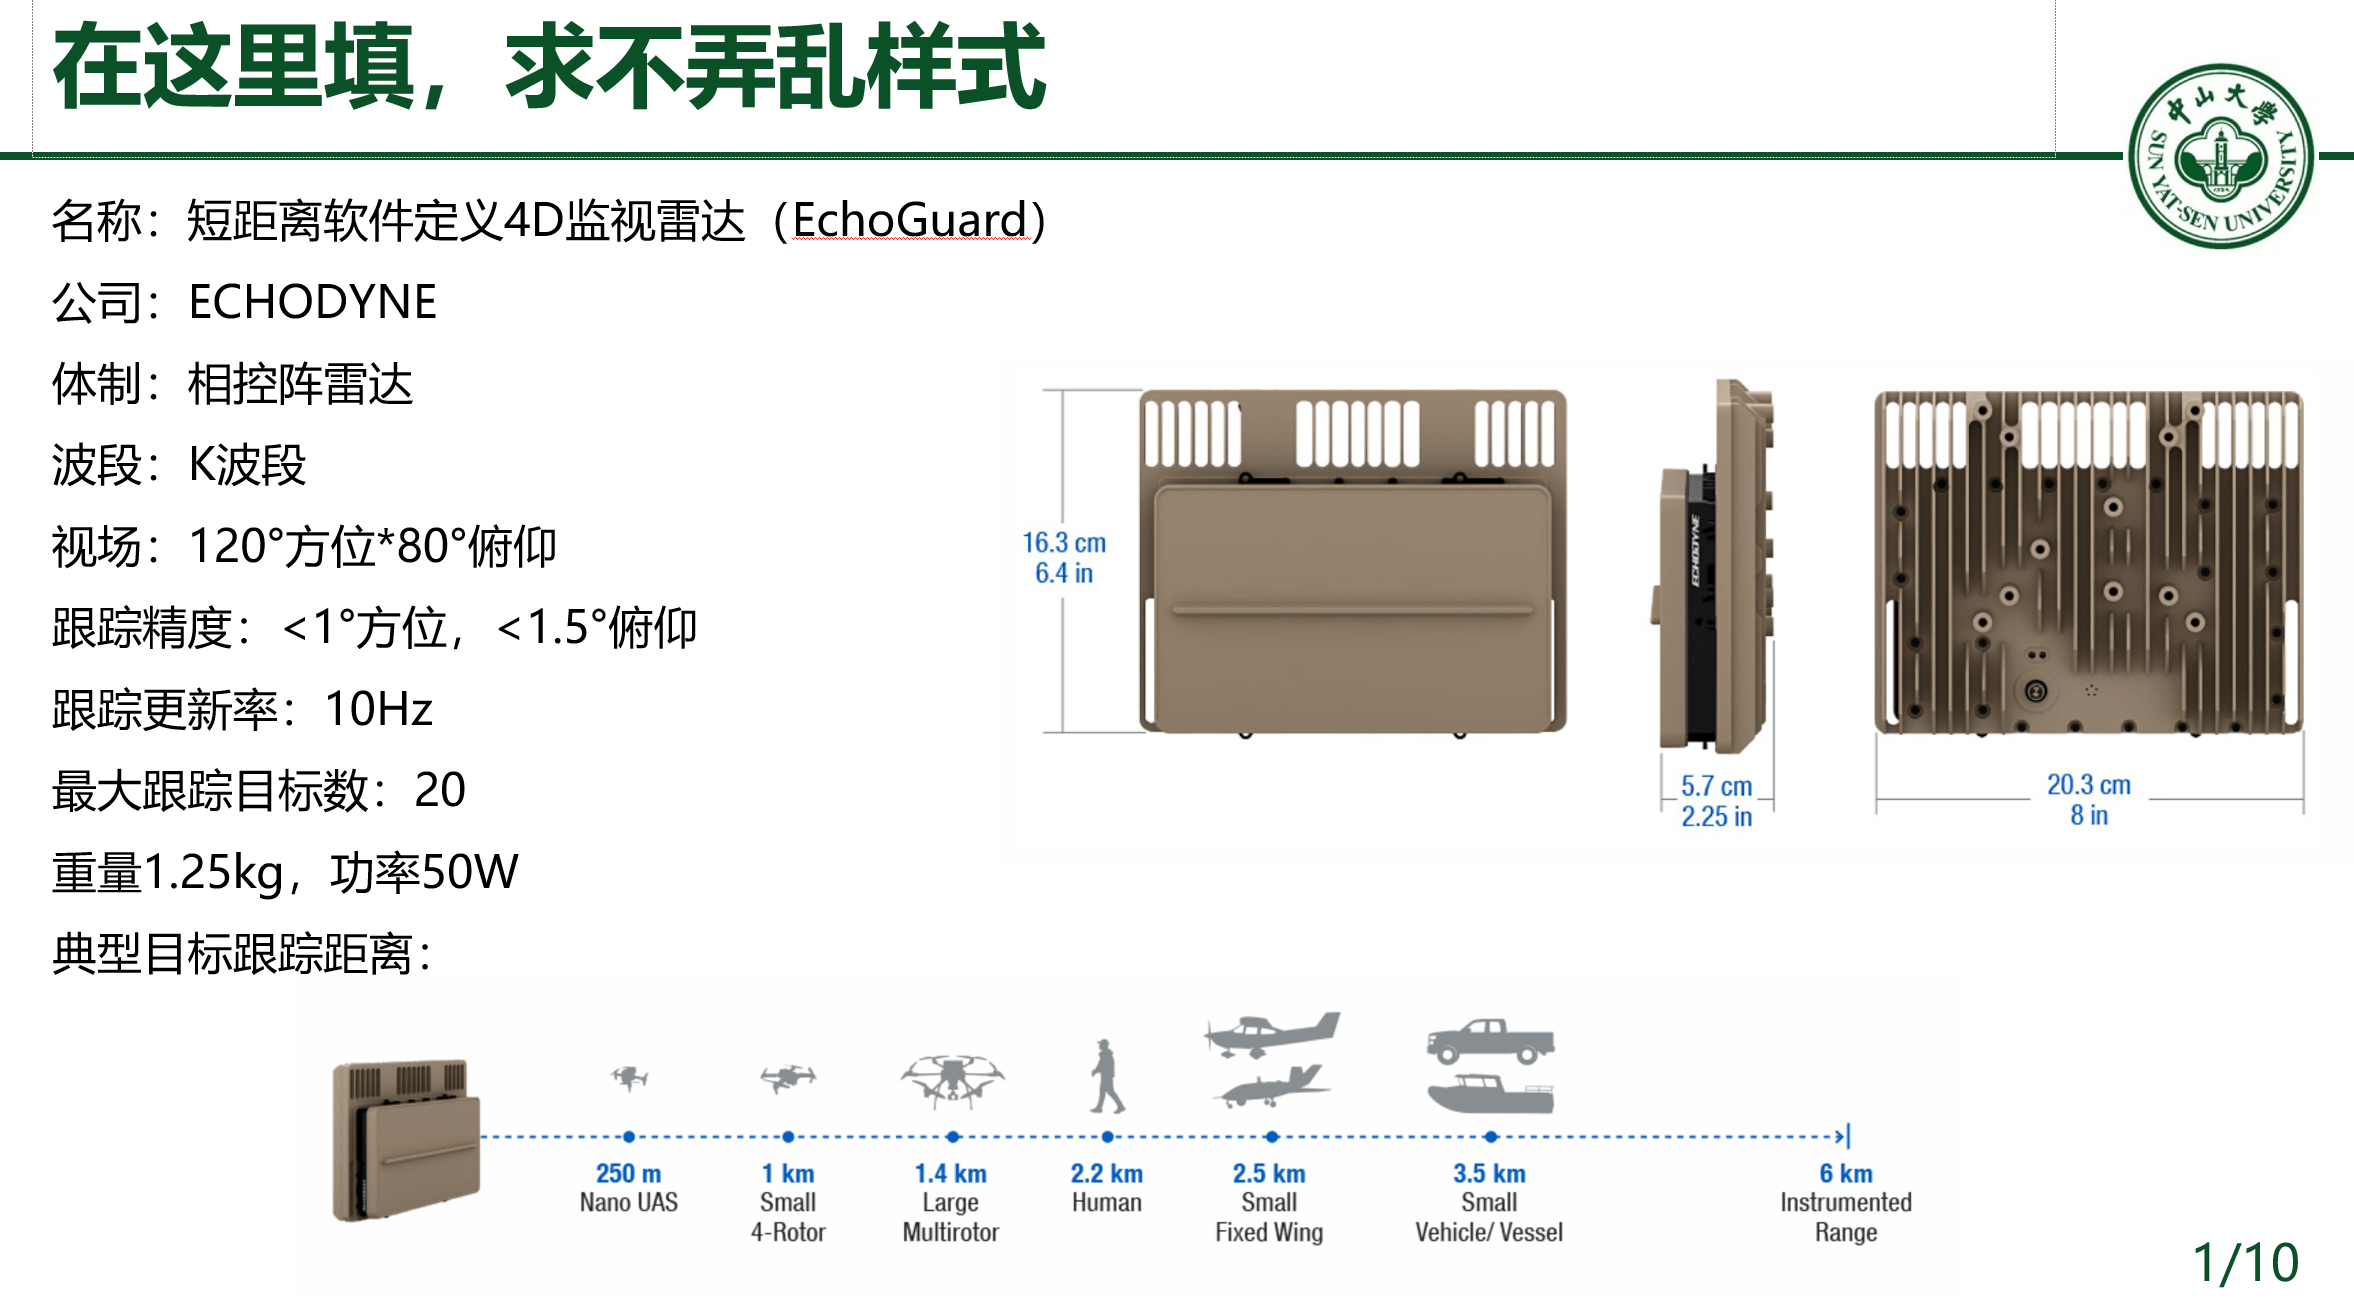 在这里填，求不弄乱样式
中山大学
SUN YAT-SEN UNIVERSITY
名称：短距离软件定义4D监视雷达（EchoGuard）
公司：ECHODYNE
体制：相控阵雷达
波段：K波段
视场：120°方位*80°俯仰
跟踪精度：<1°方位，<1.5°俯仰
跟踪更新率：10Hz
最大跟踪目标数：20
重量1.25kg，功率50W
典型目标跟踪距离：
16.3 cm
6.4 in
ECHODYNE
5.7 cm
2.25 in
20.3 cm
8 in
250 m
Nano UAS
1 km
Small
4-Rotor
1.4 km
Large
Multirotor
2.2 km
Human
2.5 km
Small
Fixed Wing
3.5 km
Small
Vehicle/ Vessel
6 km
Instrumented
Range
1/10